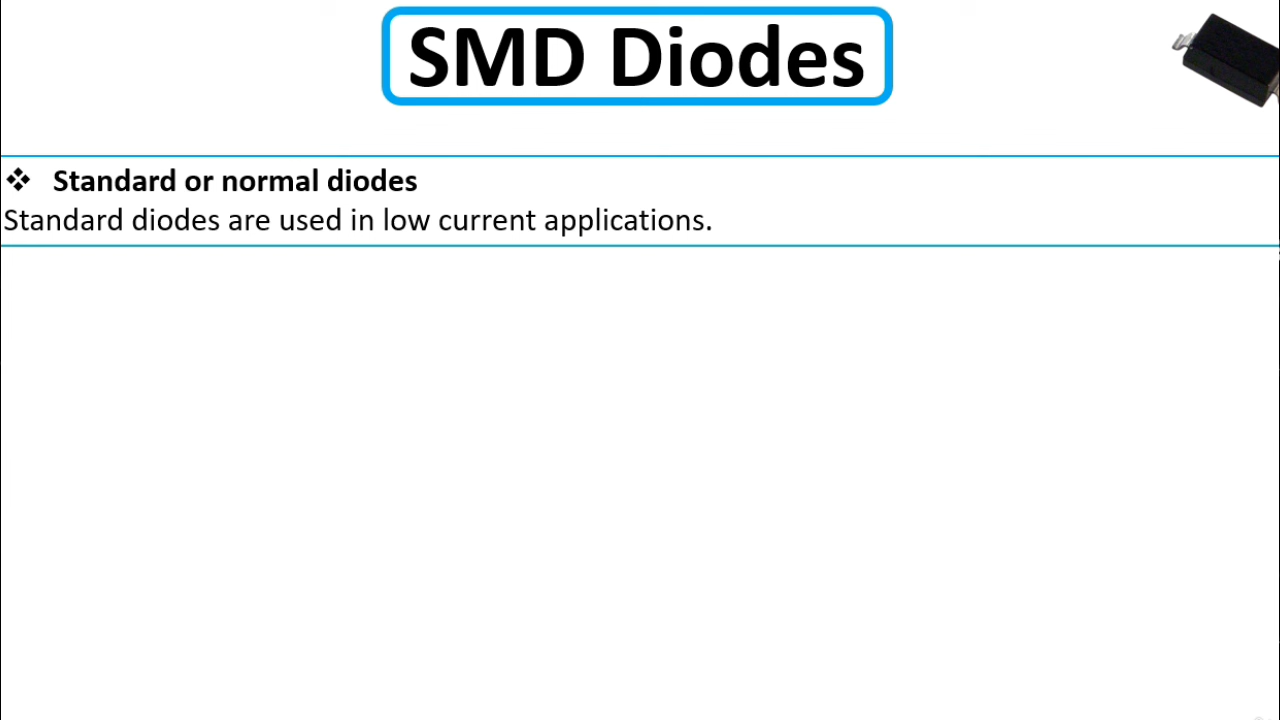 SMD Diodes
❖ Standard or normal diodes
Standard diodes are used in low current applications.